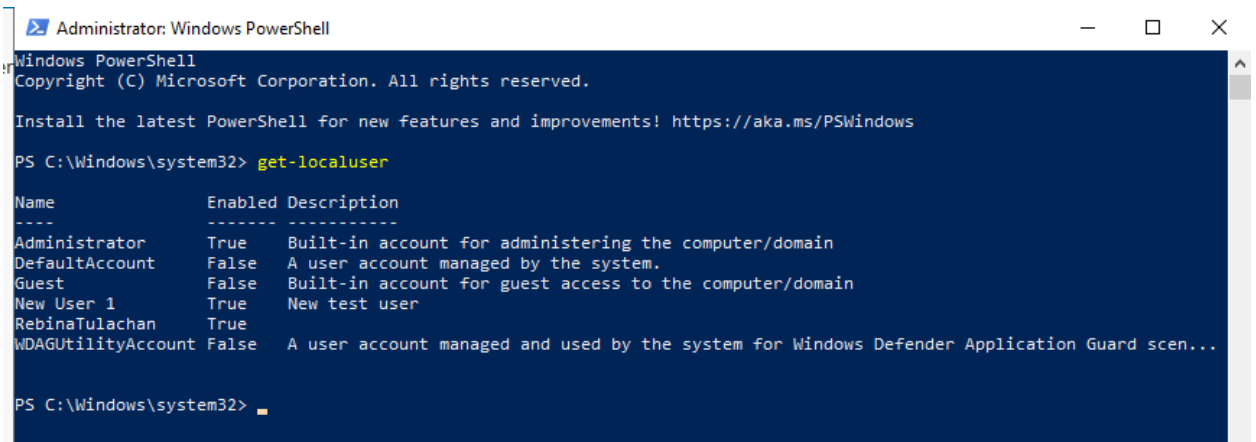 Administrator: Windows PowerShell
Windows PowerShell
Copyright (C) Microsoft Corporation. All rights reserved.
Install the latest PowerShell for new features and improvements! https://aka.ms/PSWindows
PS C:\Windows\system32> get-localuser
Name Enabled Description
---- ------- -----------
Administrator True Built-in account for administering the computer/domain
DefaultAccount False A user account managed by the system.
Guest False Built-in account for guest access to the computer/domain
New User 1 True New test user
RebinaTulachan True
WDAGUtilityAccount False A user account managed and used by the system for Windows Defender Application Guard scen...
PS C:\Windows\system32>